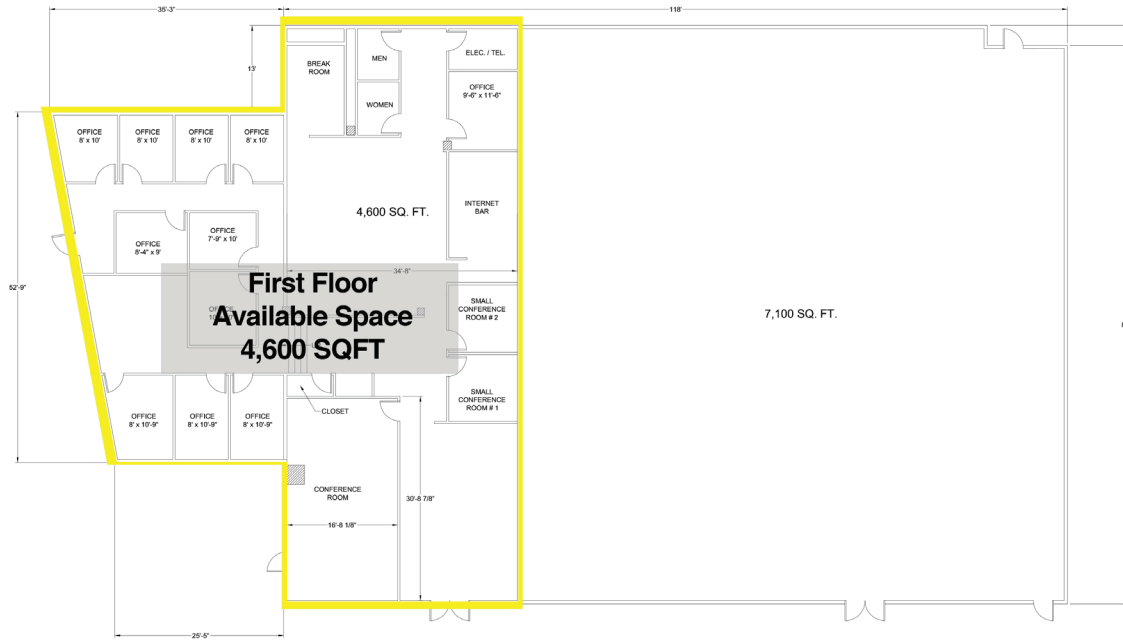 35'-3"
118'
13'
BREAK
ROOM
MEN
ELEC. / TEL.
WOMEN
OFFICE
9'-6" x 11'-6"
OFFICE
8' x 10'
OFFICE
8' x 10'
OFFICE
8' x 10'
OFFICE
8' x 10'
4,600 SQ. FT.
INTERNET
BAR
OFFICE
8'-4" x 9'
OFFICE
7'-9" x 10'
34'-8"
52'-9"
First Floor
Available Space
4,600 SQFT
OFFICE
SMALL
CONFERENCE
ROOM # 2
7,100 SQ. FT.
SMALL
CONFERENCE
ROOM # 1
CLOSET
OFFICE
8' x 10'-9"
OFFICE
8' x 10'-9"
OFFICE
8' x 10'-9"
CONFERENCE
ROOM
30'-8 7/8"
16'-8 1/8"
25'-5"